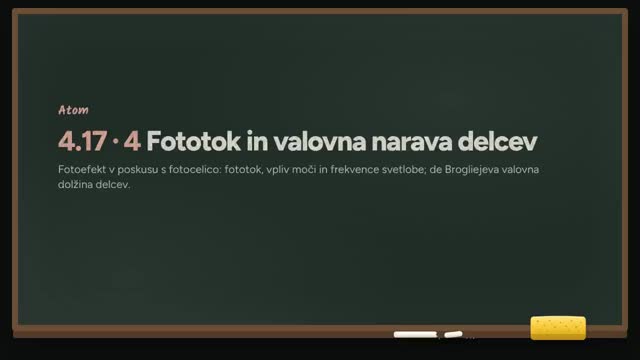 Atom
4.17 · 4 Fototok in valovna narava delcev
Fotoefekt v poskusu s fotocelico: fototok, vpliv moči in frekvence svetlobe; de Brogliejeva valovna
dolžina delcev.